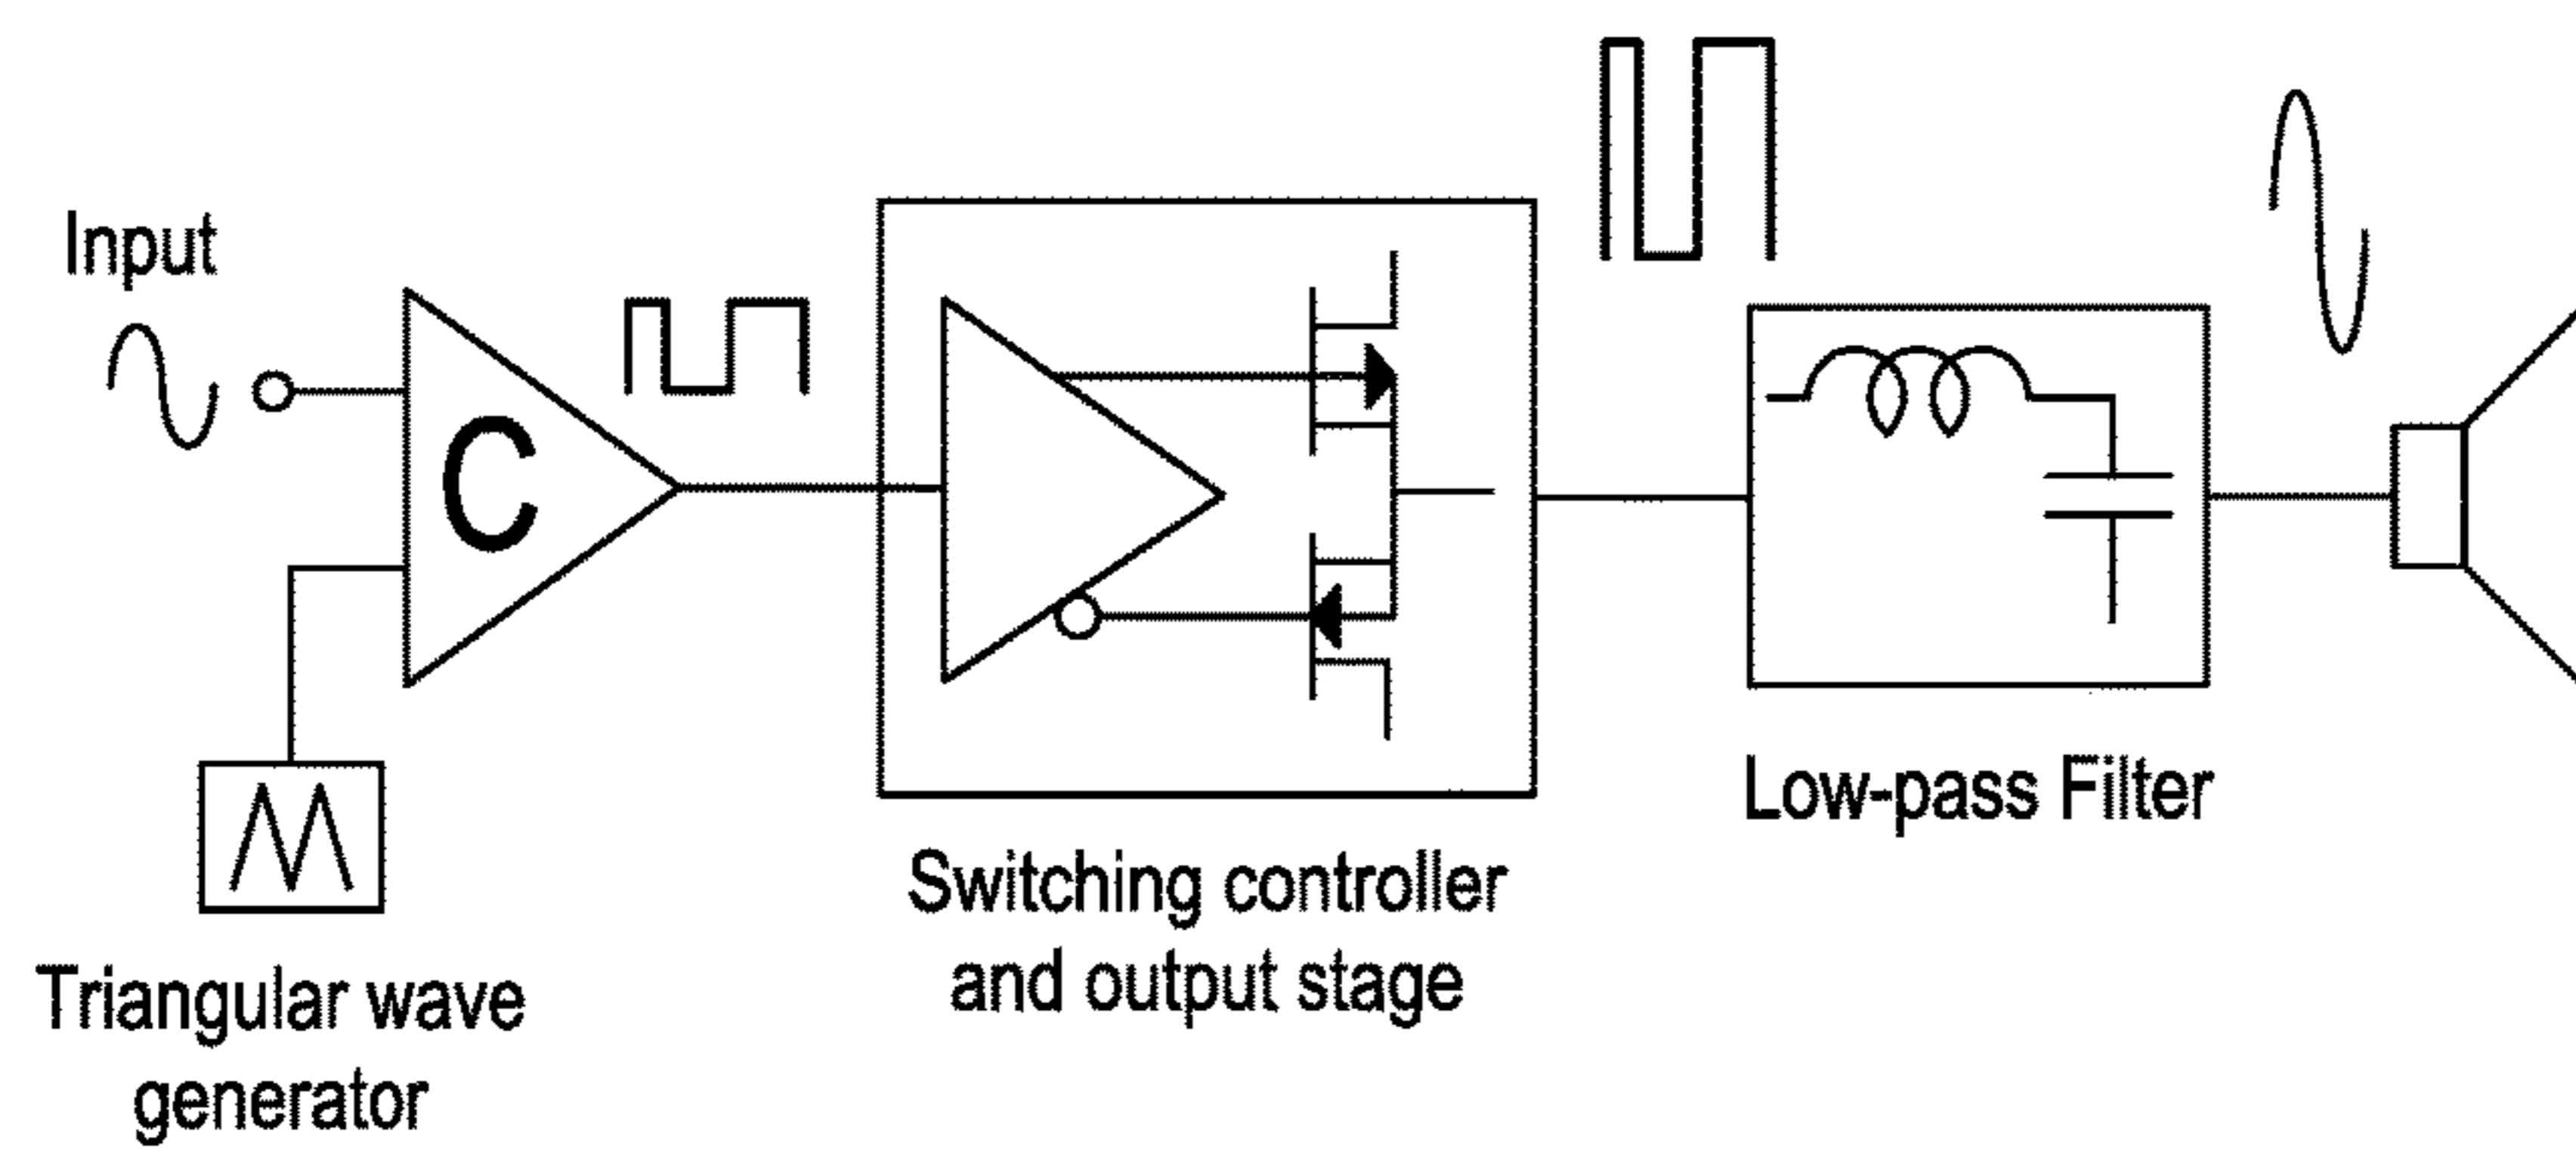 Input
C
Triangular wave
generator
Switching controller
and output stage
Low-pass Filter